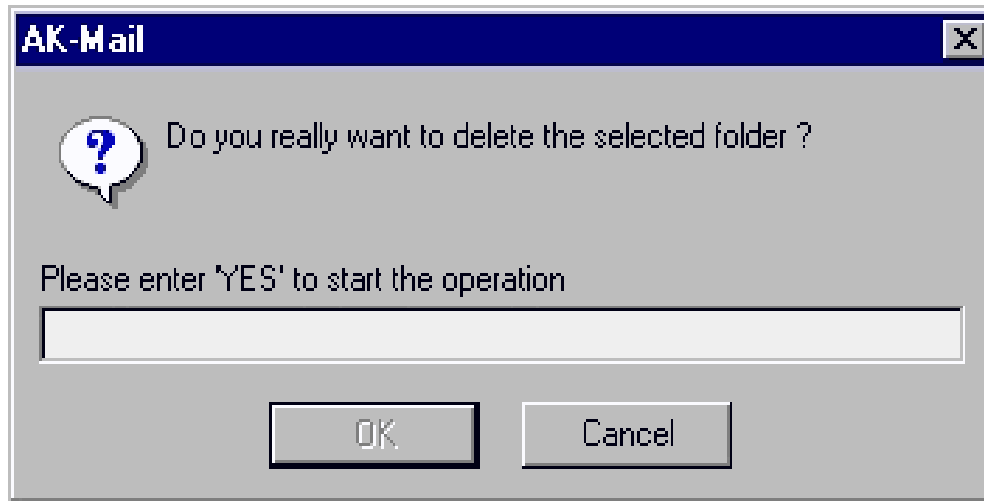 AK-Mail
Do you really want to delete the selected folder ?
Please enter 'YES' to start the operation
OK
Cancel